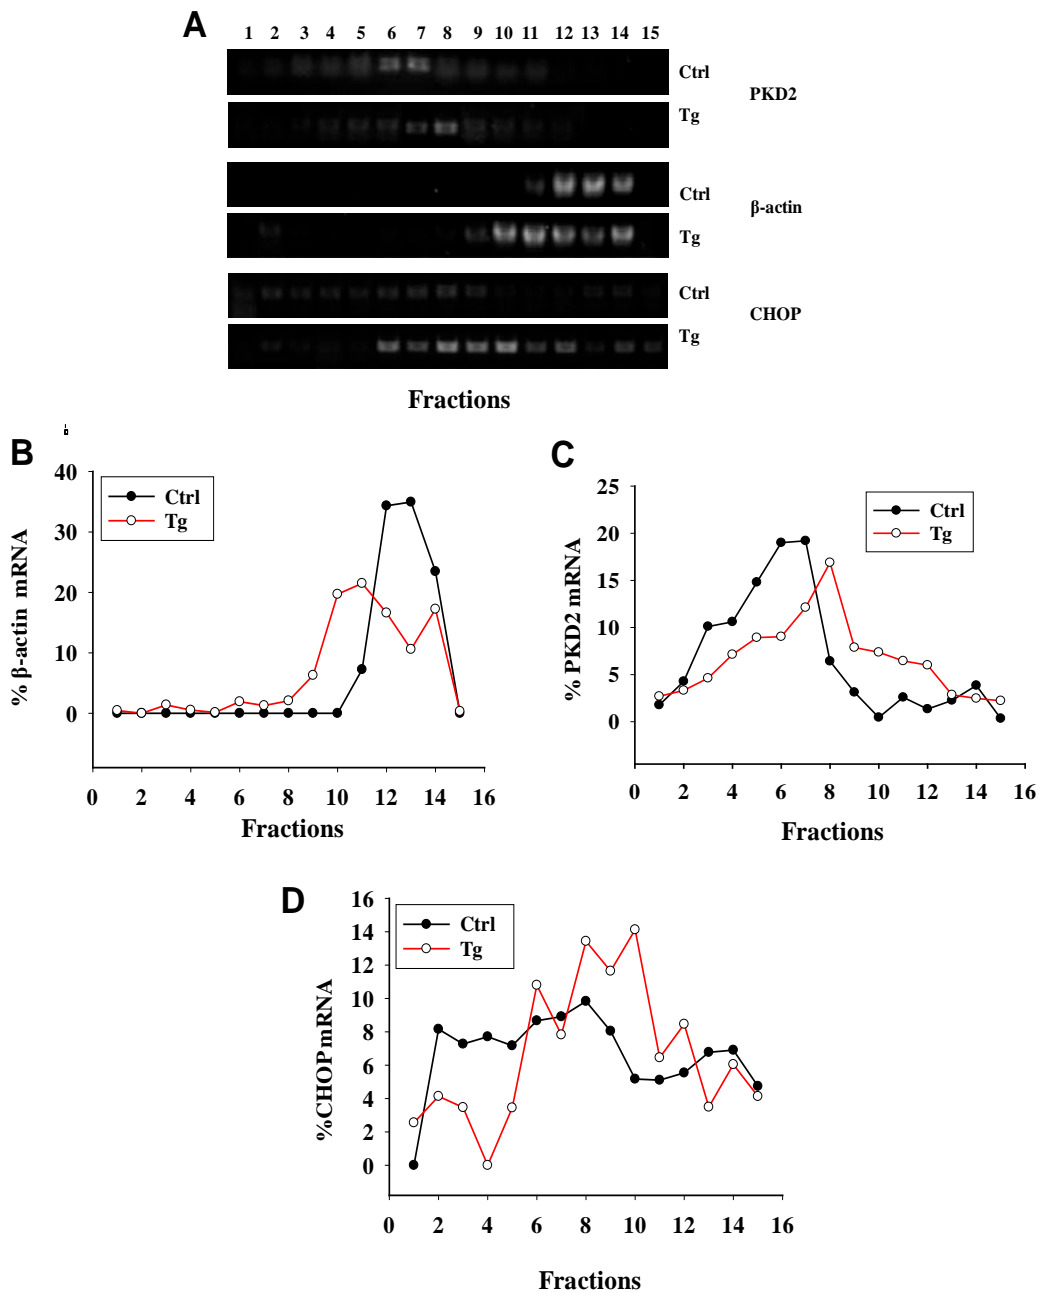 A
1 2 3 4 5 6 7 8 9 10 11 12 13 14 15
Ctrl
PKD2
Tg
Ctrl
β-actin
Tg
Ctrl
CHOP
Tg
Fractions
B
% β-actin mRNA
40
30
20
10
0
Ctrl
Tg
0 2 4 6 8 10 12 14 16
Fractions
C
% PKD2 mRNA
25
20
15
10
5
0
Ctrl
Tg
0 2 4 6 8 10 12 14 16
Fractions
D
%CHOP mRNA
16
14
12
10
8
6
4
2
0
Ctrl
Tg
0 2 4 6 8 10 12 14 16
Fractions